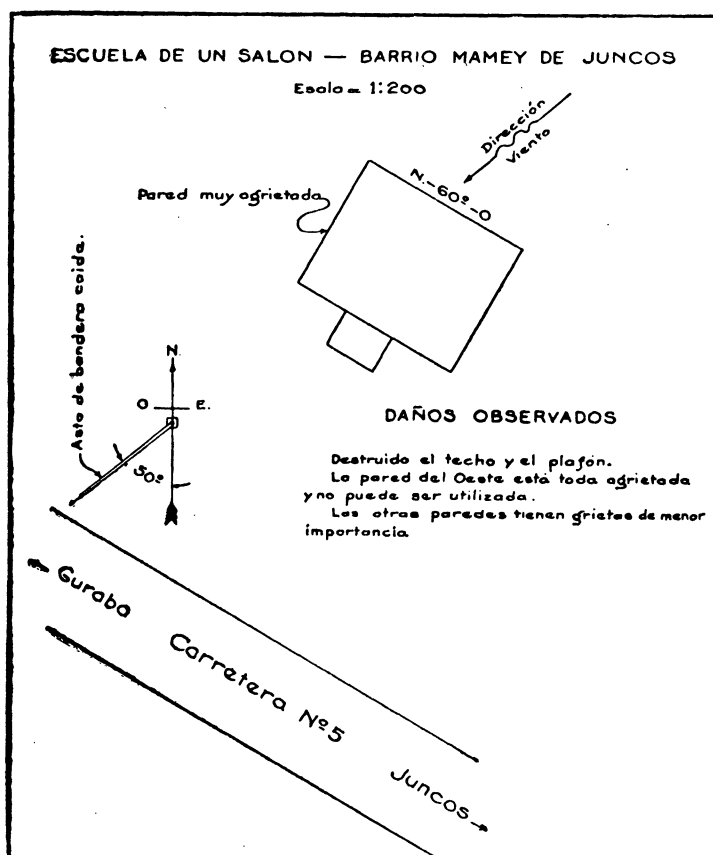 ESCUELA DE UN SALON — BARRIO MAMEY DE JUNCOS
Escala = 1:200
Dirección
Viento
N.-60º-O
Pared muy agrietada
Asta de bandera caida.
N.
O E.
50º
DAÑOS OBSERVADOS
Destruido el techo y el plafón.
La pared del Oeste está toda agrietada
y no puede ser utilizada.
Las otras paredes tienen grietas de menor
importancia
Guraba
Carretera Nº5
Juncos